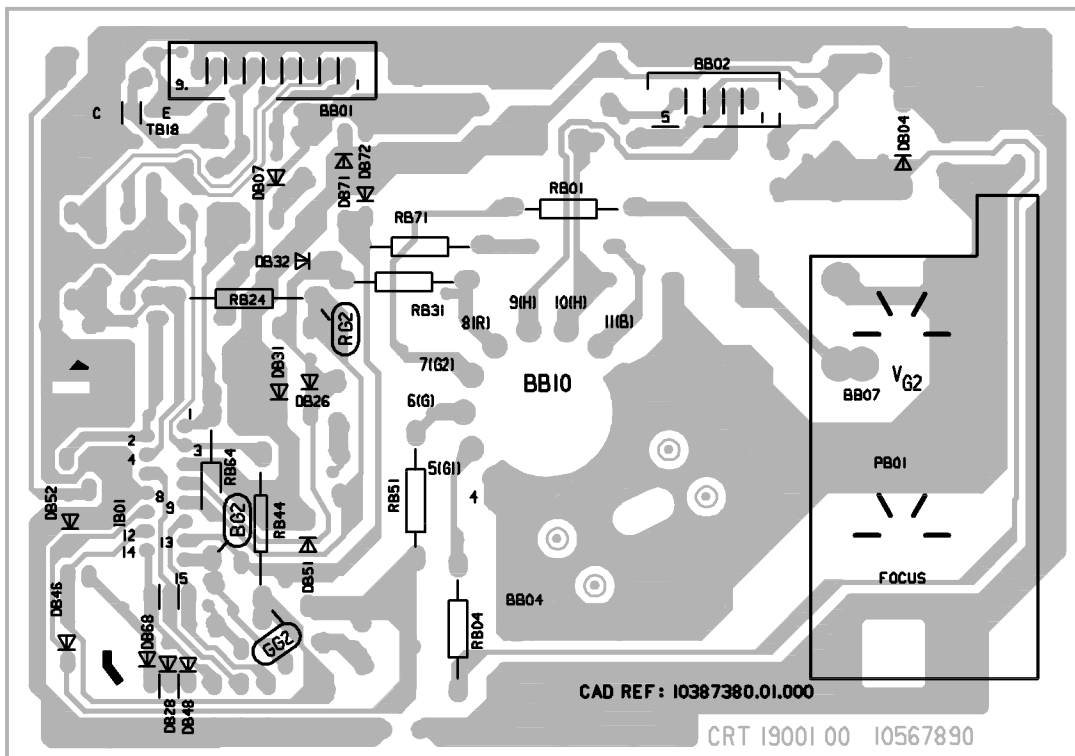 9.
1
BB01
C
E
TB18
BB02
5
1
DB04
DB07
DB71
DB72
RB01
RB71
DB32
RB24
RB31
RG2
8(R)
9(H)
10(H)
11(B)
7(G2)
6(G)
5(G1)
4
BB10
VG2
BB07
DB31
DB26
1
2
3
4
RB64
8
9
DB52
IB01
12
13
14
15
BG2
RB44
RB51
PB01
DB51
FOCUS
DB46
BB04
DB68
GG2
RB04
DB28
DB48
CAD REF: 10387380.01.000
CRT 19001 00 10567890